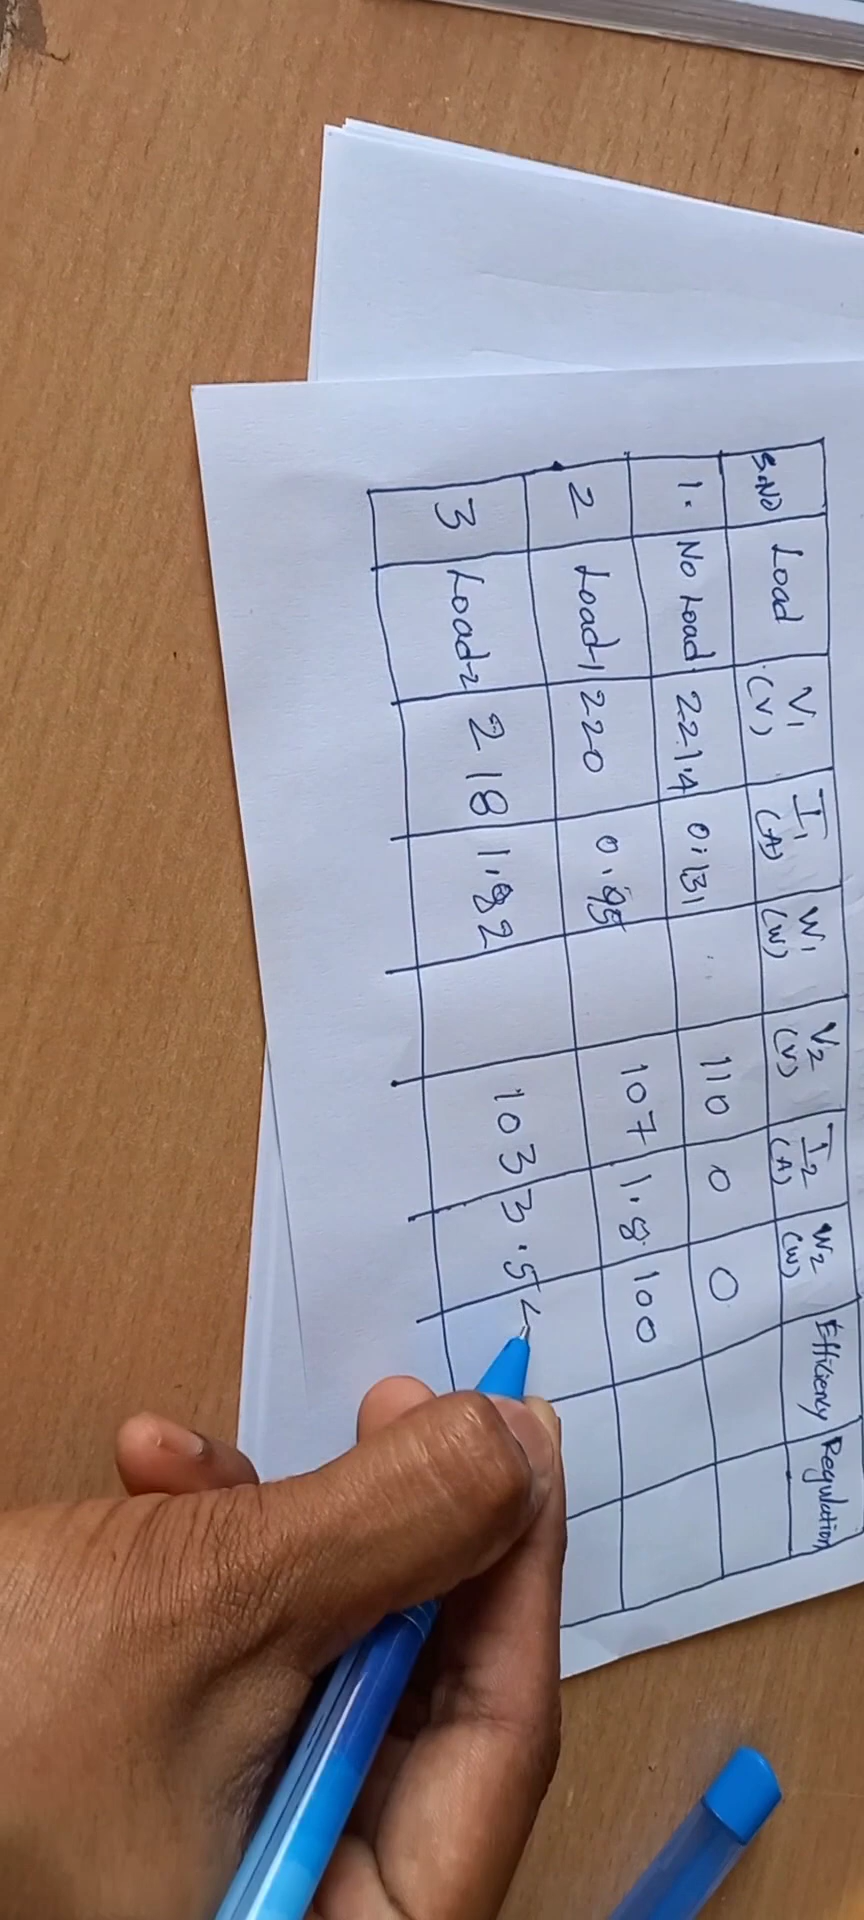 S.NO Load V1 (V) I1 (A) W1 (W) V2 (V) I2 (A) W2 (W) Efficiency Regulation
1. No Load 221.4 0.131 110 0 0
2 Load-1 220 0.95 107 1.8 100
3 Load-2 218 1.82 103 3.5